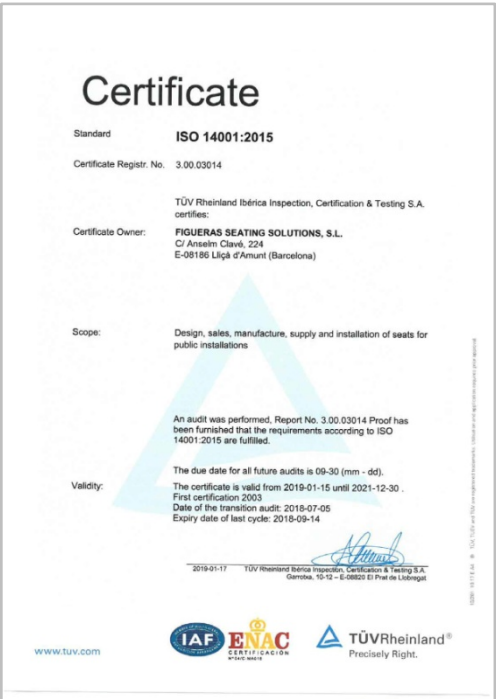 Certificate
Standard ISO 14001:2015
Certificate Registr. No. 3.00.03014
TÜV Rheinland Ibérica Inspection, Certification & Testing S.A.
certifies:
Certificate Owner: FIGUERAS SEATING SOLUTIONS, S.L.
C/ Anselm Clavé, 224
E-08186 Lliçà d'Amunt (Barcelona)
Scope: Design, sales, manufacture, supply and installation of seats for
public installations
An audit was performed, Report No. 3.00.03014 Proof has
been furnished that the requirements according to ISO
14001:2015 are fulfilled.
The due date for all future audits is 09-30 (mm - dd).
Validity: The certificate is valid from 2019-01-15 until 2021-12-30 .
First certification 2003
Date of the transition audit: 2018-07-05
Expiry date of last cycle: 2018-09-14
2019-01-17 TÜV Rheinland Ibérica Inspection, Certification & Testing S.A.
Garrotxa, 10-12 – E-08820 El Prat de Llobregat
www.tuv.com
IAF
ENAC
CERTIFICACIÓN
TÜVRheinland®
Precisely Right.